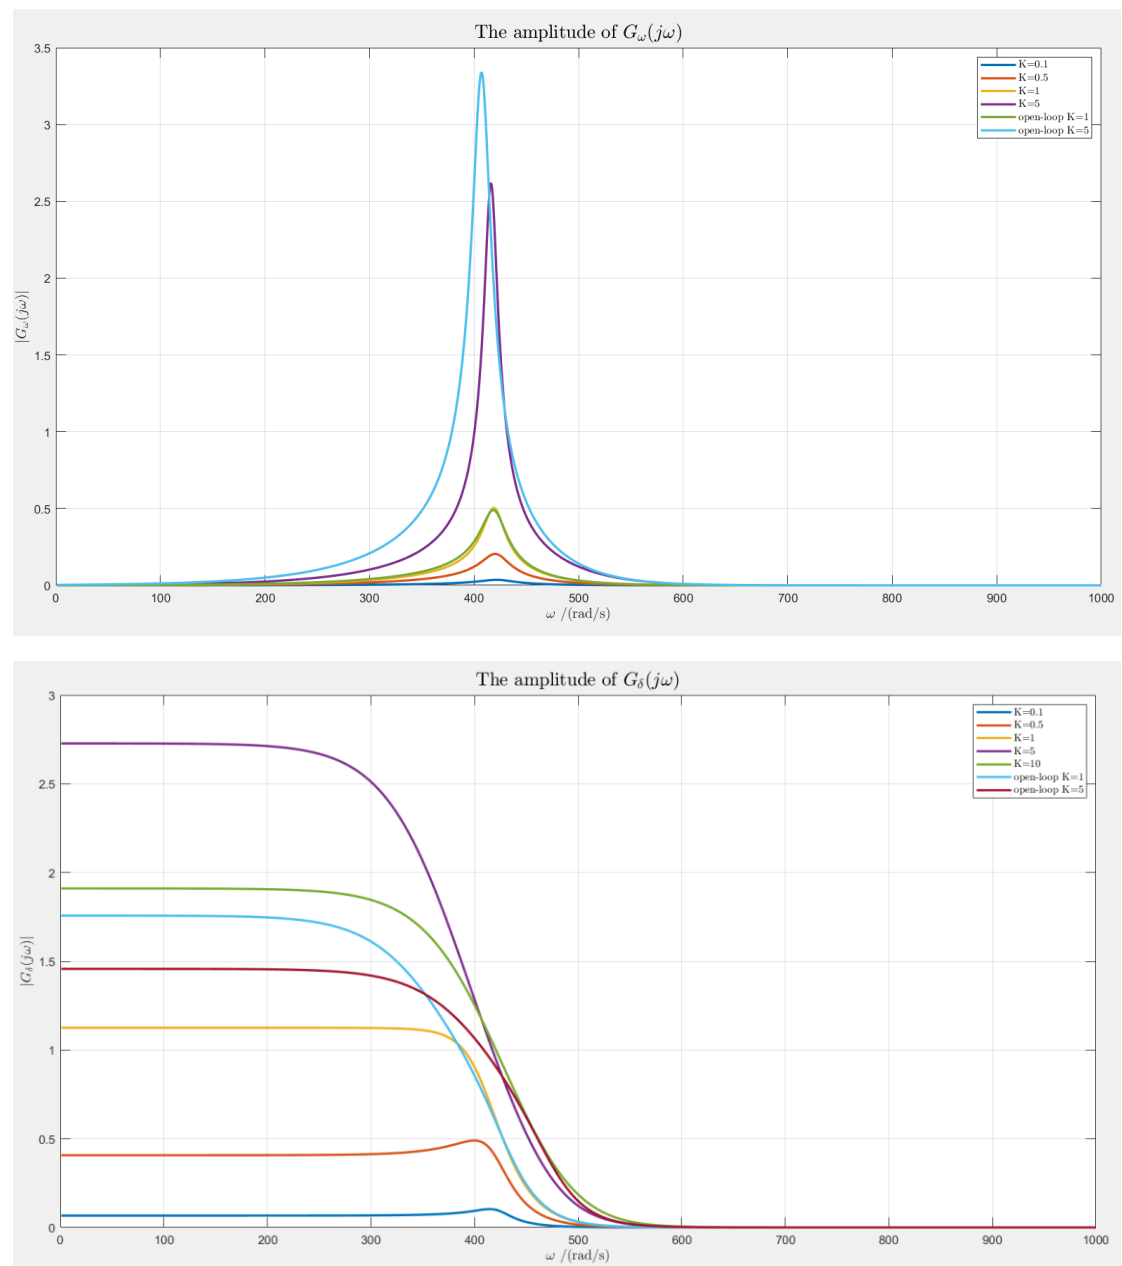 The amplitude of G_ω(jω)
3.5
3
2.5
2
1.5
1
0.5
0
|G_ω(jω)|
K=0.1
K=0.5
K=1
K=5
open-loop K=1
open-loop K=5
0 100 200 300 400 500 600 700 800 900 1000
ω /(rad/s)
The amplitude of G_δ(jω)
3
2.5
2
1.5
1
0.5
0
|G_δ(jω)|
K=0.1
K=0.5
K=1
K=5
K=10
open-loop K=1
open-loop K=5
0 100 200 300 400 500 600 700 800 900 1000
ω /(rad/s)